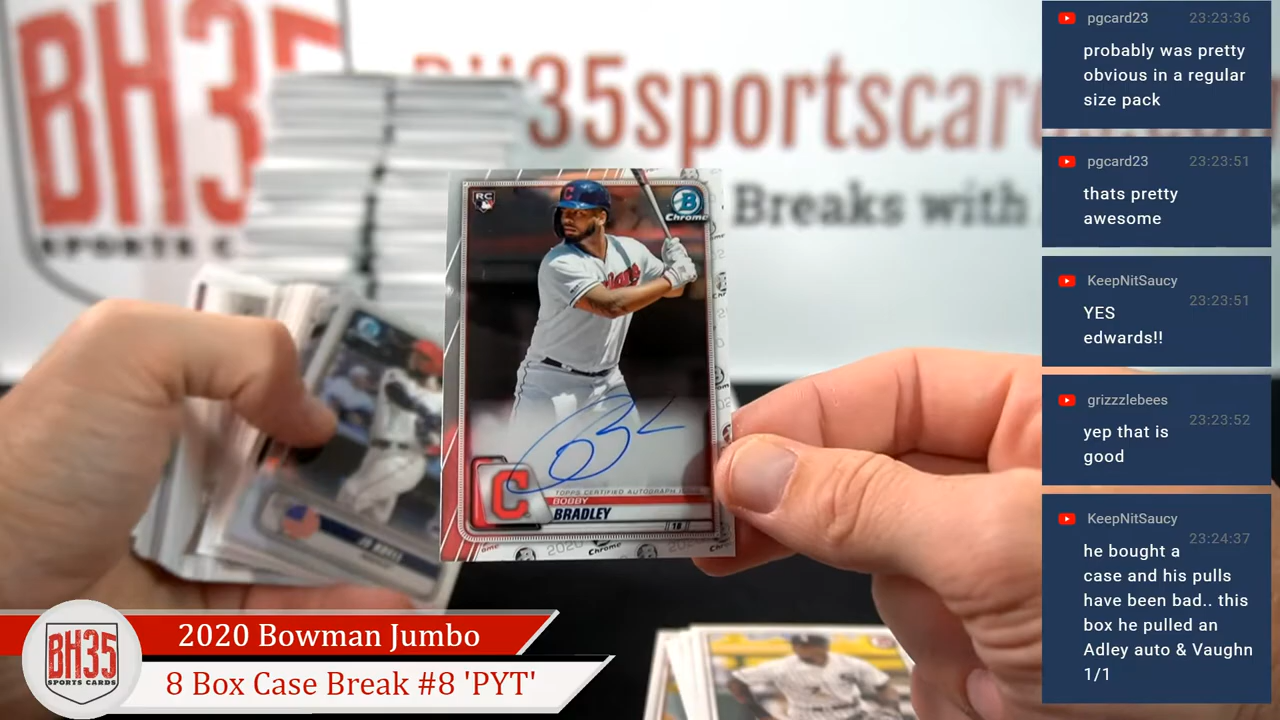 BH35
SPORTS C
BH35sportscar
Breaks with
RC
B
Chrome
TOPPS CERTIFIED AUTOGRAPH
BOBBY
BRADLEY
1B
2020
Chrome
2020 Bowman Jumbo
8 Box Case Break #8 'PYT'
BH35
SPORTS CARDS
pgcard23 23:23:36
probably was pretty
obvious in a regular
size pack
pgcard23 23:23:51
thats pretty
awesome
KeepNitSaucy
23:23:51
YES
edwards!!
grizzzlebees
23:23:52
yep that is
good
KeepNitSaucy
23:24:37
he bought a
case and his pulls
have been bad.. this
box he pulled an
Adley auto & Vaughn
1/1